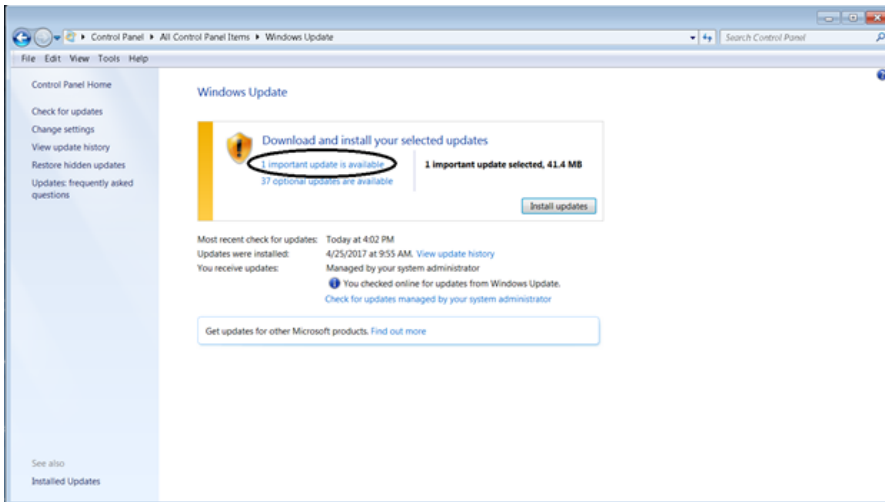 Control Panel ▸ All Control Panel Items ▸ Windows Update
Search Control Panel
File Edit View Tools Help
Control Panel Home
Check for updates
Change settings
View update history
Restore hidden updates
Updates: frequently asked
questions
Windows Update
Download and install your selected updates
1 important update is available
1 important update selected, 41.4 MB
37 optional updates are available
Install updates
Most recent check for updates: Today at 4:02 PM
Updates were installed: 4/25/2017 at 9:55 AM. View update history
You receive updates: Managed by your system administrator
You checked online for updates from Windows Update.
Check for updates managed by your system administrator
Get updates for other Microsoft products. Find out more
See also
Installed Updates